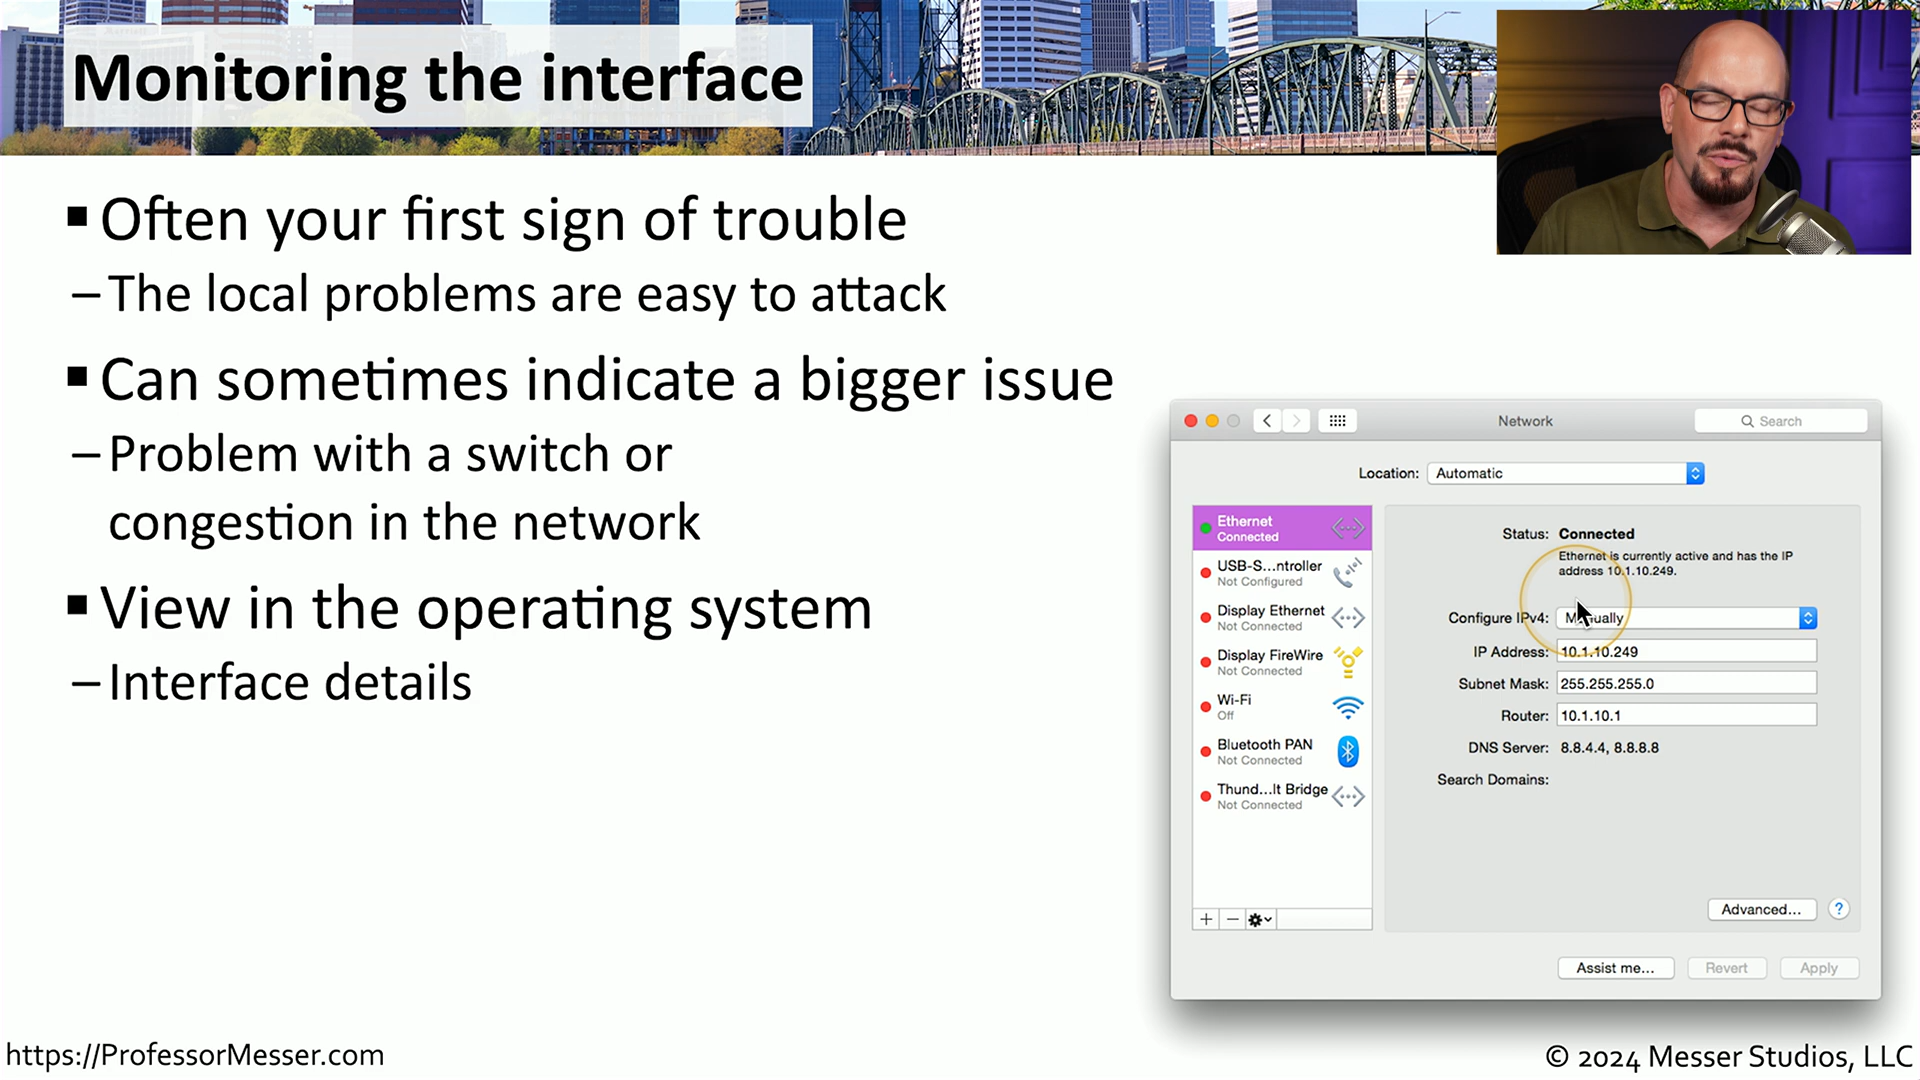 Monitoring the interface
▪ Often your first sign of trouble
– The local problems are easy to attack
▪ Can sometimes indicate a bigger issue
– Problem with a switch or
congestion in the network
▪ View in the operating system
– Interface details
Network
Search
Location: Automatic
Ethernet
Connected
USB-S...ntroller
Not Configured
Display Ethernet
Not Connected
Display FireWire
Not Connected
Wi-Fi
Off
Bluetooth PAN
Not Connected
Thund...lt Bridge
Not Connected
Status: Connected
Ethernet is currently active and has the IP
address 10.1.10.249.
Configure IPv4: Manually
IP Address: 10.1.10.249
Subnet Mask: 255.255.255.0
Router: 10.1.10.1
DNS Server: 8.8.4.4, 8.8.8.8
Search Domains:
Advanced... ?
Assist me... Revert Apply
https://ProfessorMesser.com
© 2024 Messer Studios, LLC